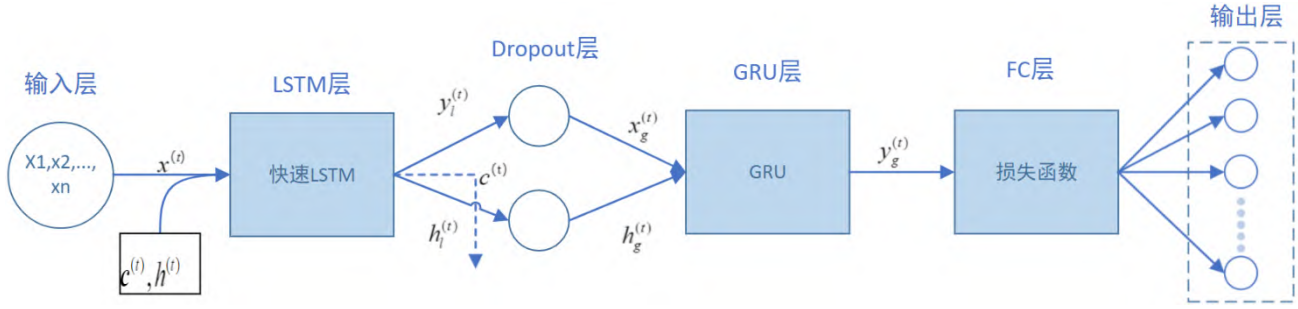 输入层
LSTM层
Dropout层
GRU层
FC层
输出层
X1,x2,...,
xn
x^(t)
c^(t),h^(t)
快速LSTM
y_l^(t)
c^(t)
h_l^(t)
x_g^(t)
h_g^(t)
GRU
y_g^(t)
损失函数